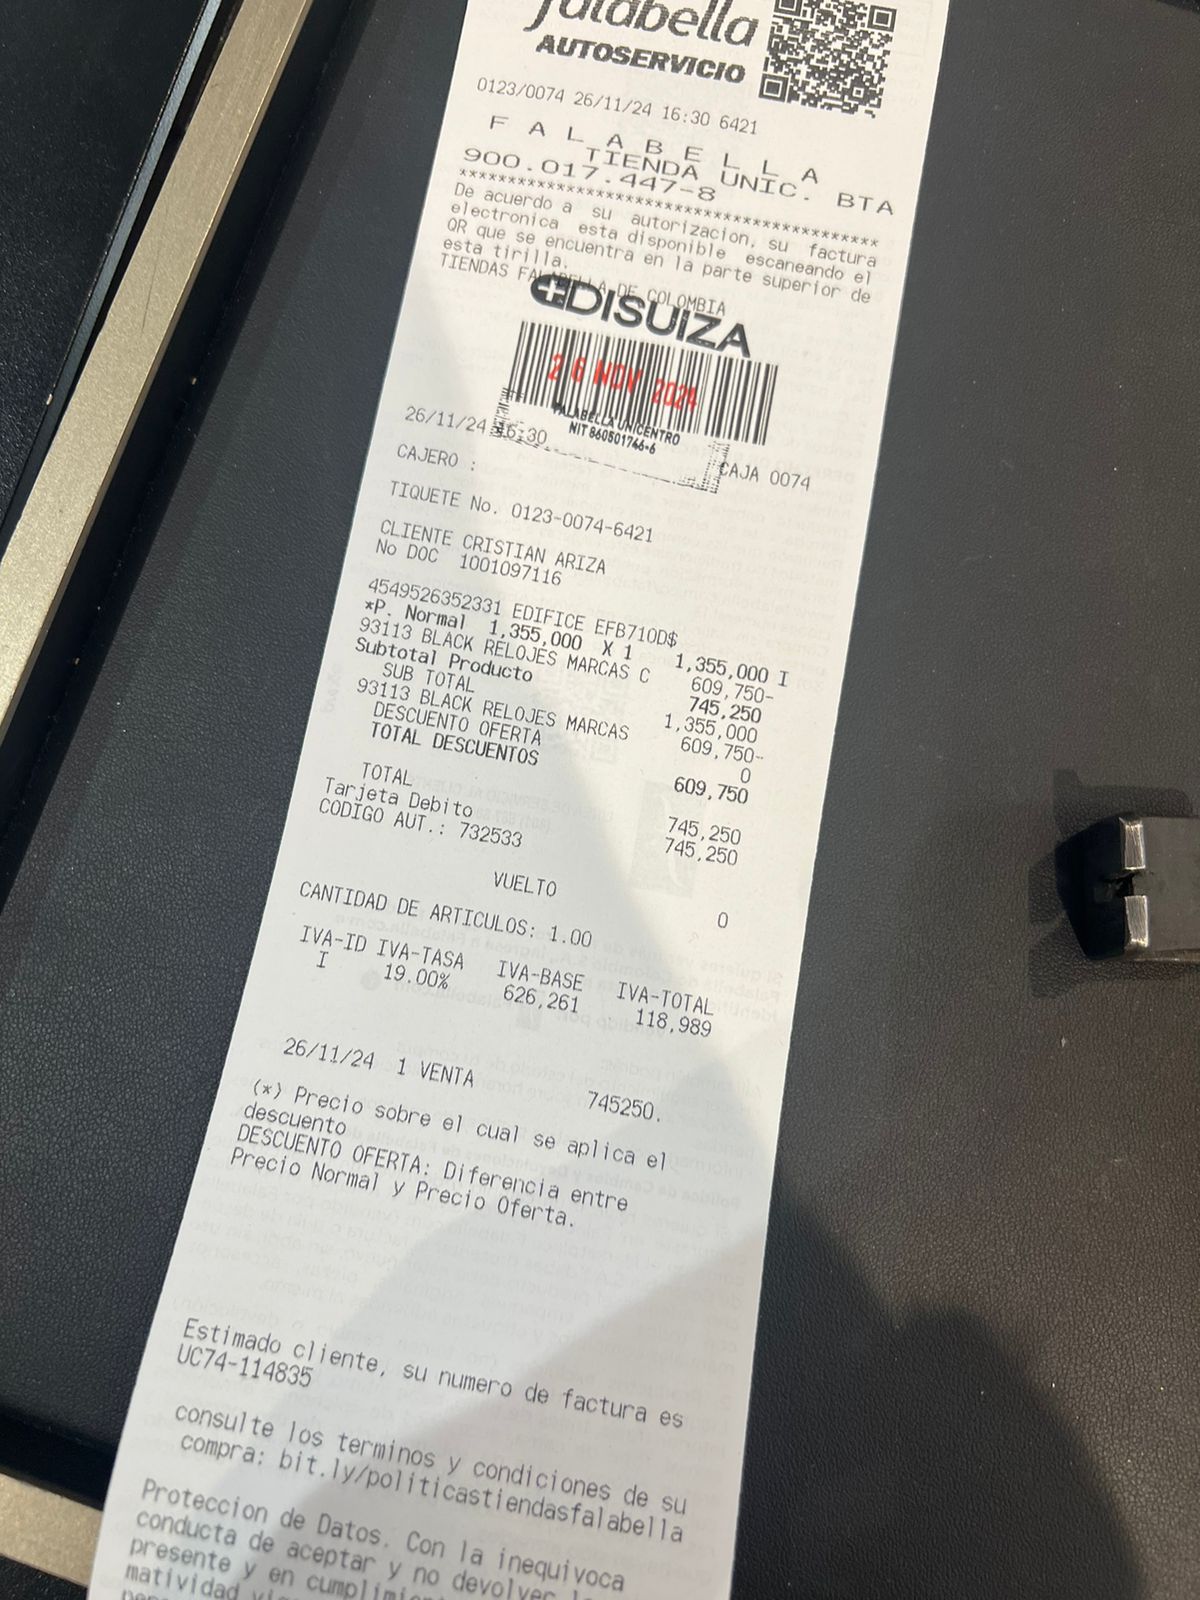 falabella
AUTOSERVICIO
0123/0074 26/11/24 16:30 6421
F A L A B E L L A
TIENDA UNIC. BTA
900.017.447-8
******************************************
De acuerdo a su autorizacion, su factura
electronica esta disponible escaneando el
QR que se encuentra en la parte superior de
esta tirilla.
TIENDAS FALABELLA DE COLOMBIA
EDISUIZA
26 NOV 2024
FALABELLA UNICENTRO
NIT 860501746-6
26/11/24 16:30 CAJA 0074
CAJERO :
TIQUETE No. 0123-0074-6421
CLIENTE CRISTIAN ARIZA
No DOC 1001097116
4549526352331 EDIFICE EFB710D$
*P. Normal 1,355,000 X 1 1,355,000 I
93113 BLACK RELOJES MARCAS C 609,750-
Subtotal Producto 745,250
SUB TOTAL 1,355,000
93113 BLACK RELOJES MARCAS 609,750-
DESCUENTO OFERTA 0
TOTAL DESCUENTOS 609,750
TOTAL 745,250
Tarjeta Debito 745,250
CODIGO AUT.: 732533
VUELTO 0
CANTIDAD DE ARTICULOS: 1.00
IVA-ID IVA-TASA IVA-BASE IVA-TOTAL
I 19.00% 626,261 118,989
26/11/24 1 VENTA 745250.
(*) Precio sobre el cual se aplica el
descuento
DESCUENTO OFERTA: Diferencia entre
Precio Normal y Precio Oferta.
Estimado cliente, su numero de factura es
UC74-114835
consulte los terminos y condiciones de su
compra: bit.ly/politicastiendasfalabella
Proteccion de Datos. Con la inequivoca
conducta de aceptar y no devolver
presente y en
matividad